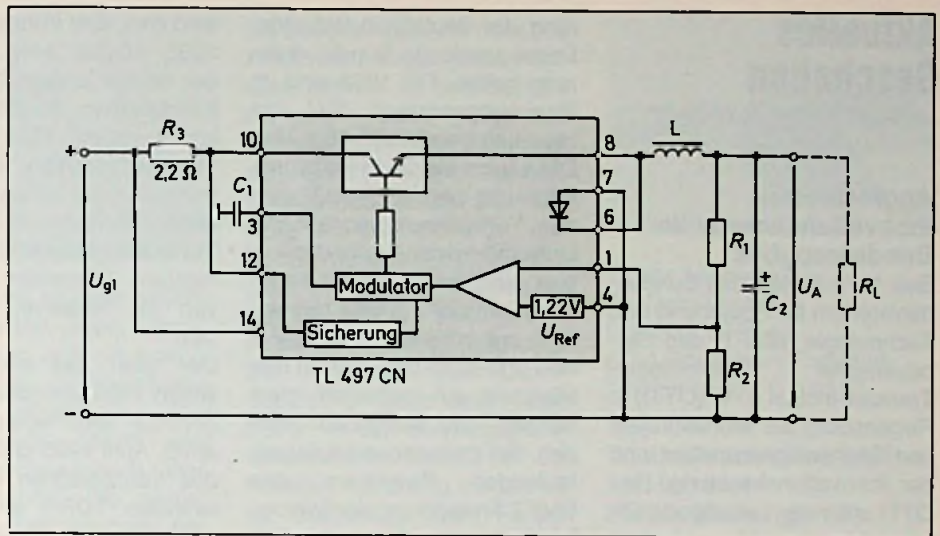 R3
2,2 Ω
+
10
8
L
7
C1
3
6
R1
12
1
Ug1
Modulator
+
C2
UA
RL
14
Sicherung
1,22V
4
URef
R2
TL 497 CN
−